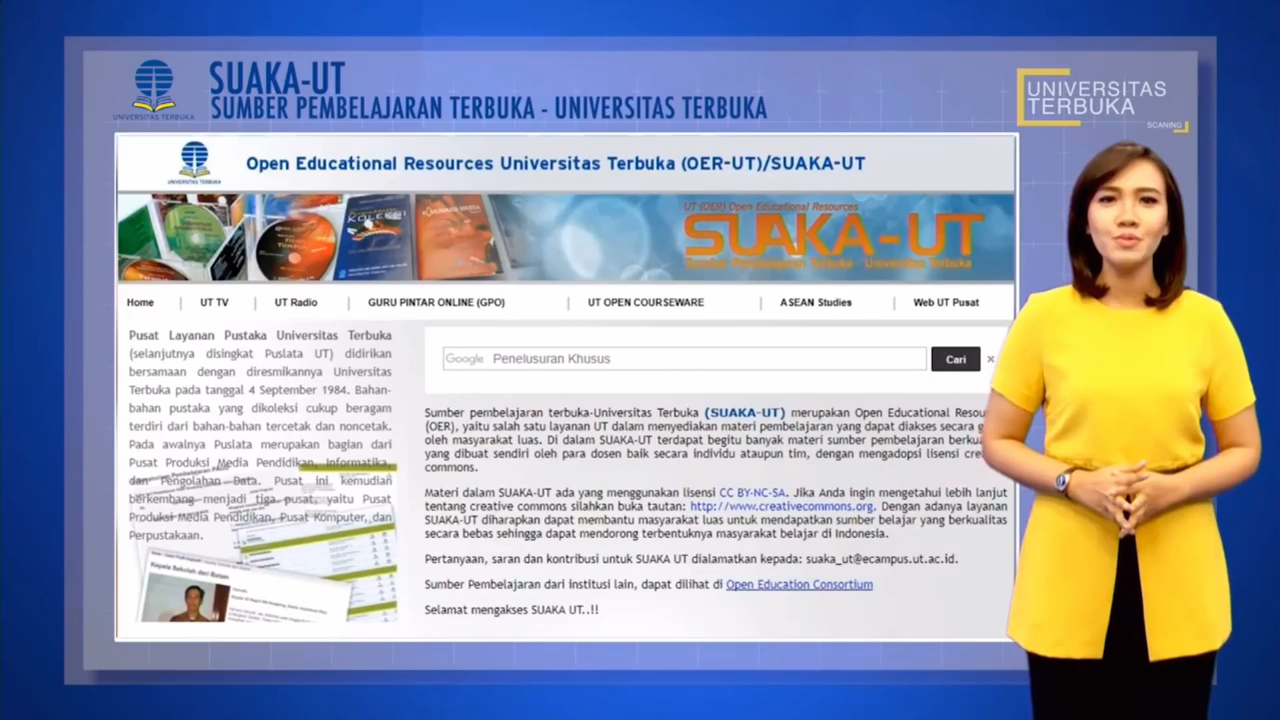 SUAKA-UT
SUMBER PEMBELAJARAN TERBUKA - UNIVERSITAS TERBUKA
UNIVERSITAS TERBUKA
UNIVERSITAS
TERBUKA
SCANING
Open Educational Resources Universitas Terbuka (OER-UT)/SUAKA-UT
UNIVERSITAS TERBUKA
UT (OER) Open Educational Resources
SUAKA-UT
Sumber Pembelajaran Terbuka - Universitas Terbuka
Home
UT TV
UT Radio
GURU PINTAR ONLINE (GPO)
UT OPEN COURSEWARE
ASEAN Studies
Web UT Pusat
Pusat Layanan Pustaka Universitas Terbuka
(selanjutnya disingkat Puslata UT) didirikan
bersamaan dengan diresmikannya Universitas
Terbuka pada tanggal 4 September 1984. Bahan-
bahan pustaka yang dikoleksi cukup beragam
terdiri dari bahan-bahan tercetak dan noncetak.
Pada awalnya Puslata merupakan bagian dari
Pusat Produksi Media Pendidikan, Informatika,
dan Pengolahan Data. Pusat ini kemudian
berkembang menjadi tiga pusat, yaitu Pusat
Produksi Media Pendidikan, Pusat Komputer, dan
Perpustakaan.
Kepala Sekolah dari Batam
Google Penelusuran Khusus
Cari
×
Sumber pembelajaran terbuka-Universitas Terbuka (SUAKA-UT) merupakan Open Educational
(OER), yaitu salah satu layanan UT dalam menyediakan materi pembelajaran yang dapat diakses secara
oleh masyarakat luas. Di dalam SUAKA-UT terdapat begitu banyak materi sumber pembelajaran
yang dibuat sendiri oleh para dosen baik secara individu ataupun tim, dengan mengadopsi lisensi
commons.
Materi dalam SUAKA-UT ada yang menggunakan lisensi CC BY-NC-SA. Jika Anda ingin mengetahui lebih lanjut
tentang creative commons silahkan buka tautan: http://www.creativecommons.org. Dengan adanya layanan
SUAKA-UT diharapkan dapat membantu masyarakat luas untuk mendapatkan sumber belajar yang berkualitas
secara bebas sehingga dapat mendorong terbentuknya masyarakat belajar di Indonesia.
Pertanyaan, saran dan kontribusi untuk SUAKA UT dialamatkan kepada: suaka_ut@ecampus.ut.ac.id.
Sumber Pembelajaran dari institusi lain, dapat dilihat di Open Education Consortium
Selamat mengakses SUAKA UT..!!